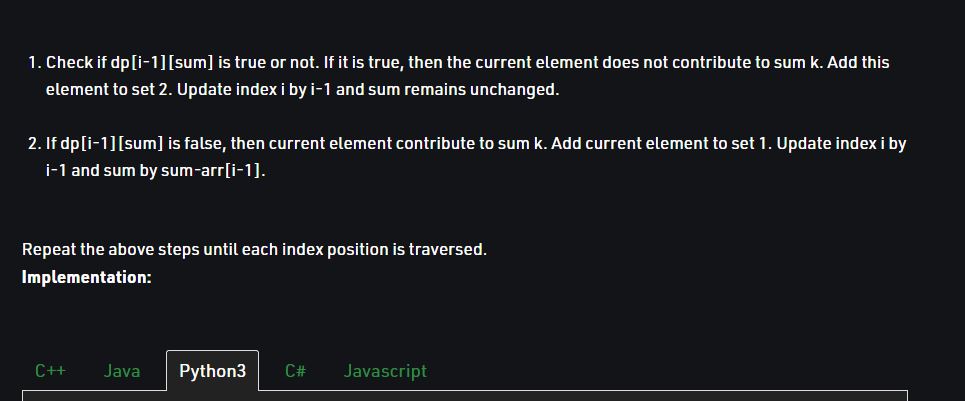 1. Check if dp[i-1][sum] is true or not. If it is true, then the current element does not contribute to sum k. Add this
element to set 2. Update index i by i-1 and sum remains unchanged.
2. If dp[i-1][sum] is false, then current element contribute to sum k. Add current element to set 1. Update index i by
i-1 and sum by sum-arr[i-1].
Repeat the above steps until each index position is traversed.
Implementation:
C++ Java Python3 C# Javascript